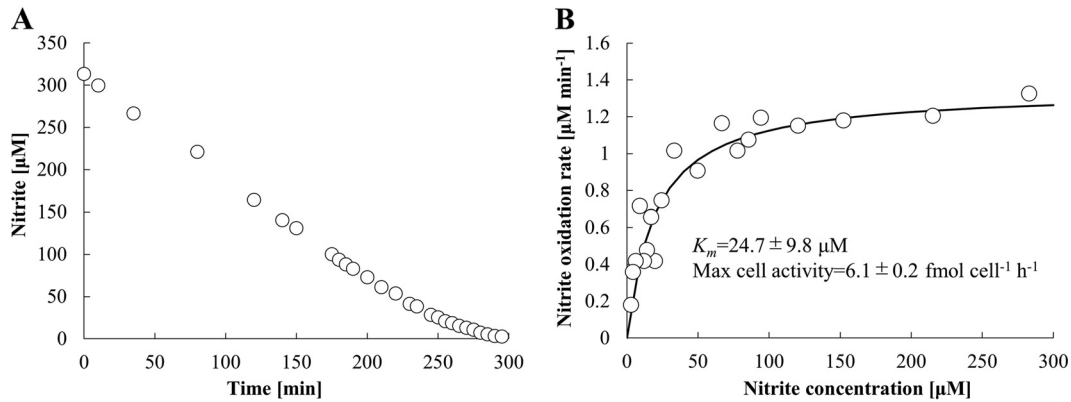 A
350
300
250
200
150
100
50
0
Nitrite [μM]
0 50 100 150 200 250 300
Time [min]
B
1.6
1.4
1.2
1
0.8
0.6
0.4
0.2
0
Nitrite oxidation rate [μM min-1]
Km=24.7±9.8 μM
Max cell activity=6.1±0.2 fmol cell-1 h-1
0 50 100 150 200 250 300
Nitrite concentration [μM]